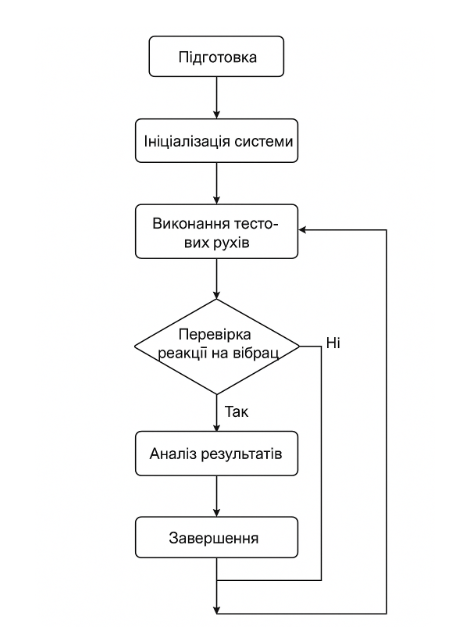 Підготовка
Ініціалізація системи
Виконання тесто-
вих рухів
Перевірка
реакції на вібрац
Ні
Так
Аналіз результатів
Завершення